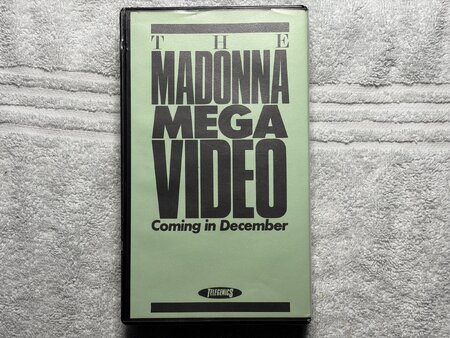 THE
MADONNA
MEGA
VIDEO
Coming in December
TELEGENICS